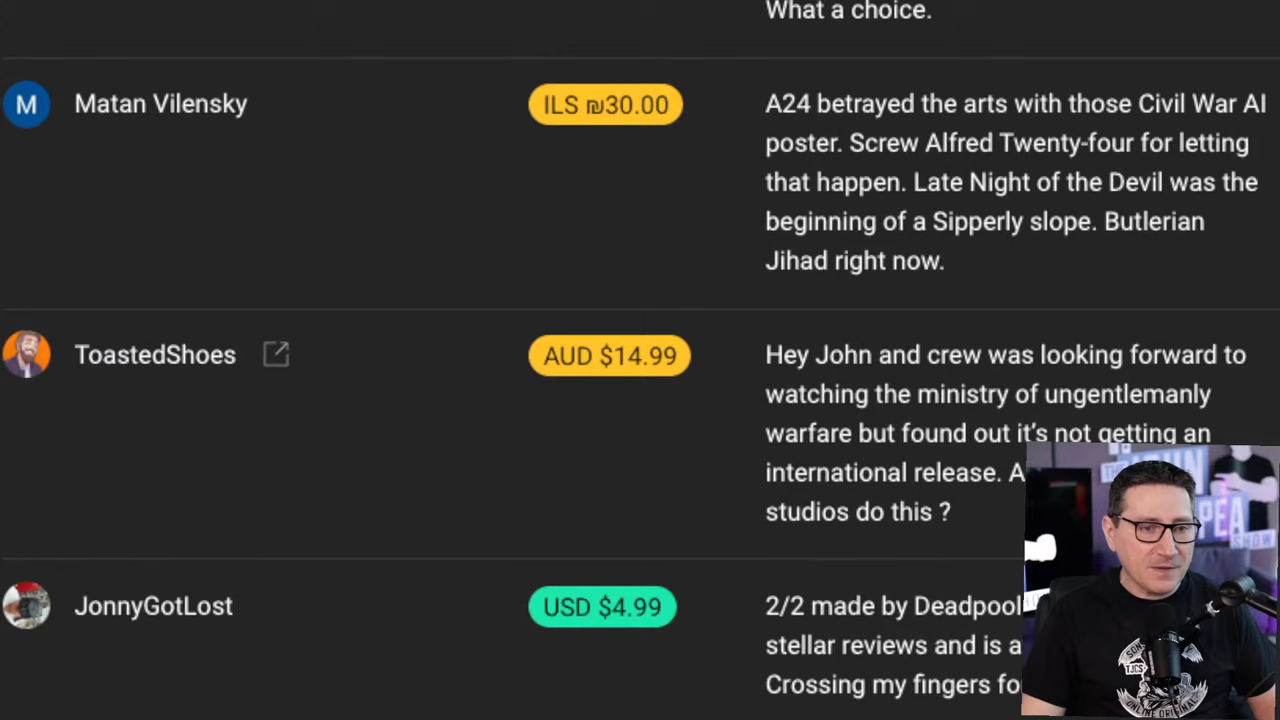 What a choice.
M
Matan Vilensky
ILS ₪30.00
A24 betrayed the arts with those Civil War AI
poster. Screw Alfred Twenty-four for letting
that happen. Late Night of the Devil was the
beginning of a Sipperly slope. Butlerian
Jihad right now.
ToastedShoes
AUD $14.99
Hey John and crew was looking forward to
watching the ministry of ungentlemanly
warfare but found out it's not getting an
international release.
studios do this ?
JonnyGotLost
USD $4.99
2/2 made by Deadpool
stellar reviews and is
Crossing my fingers
TJCS
ONLINE ORIGINAL